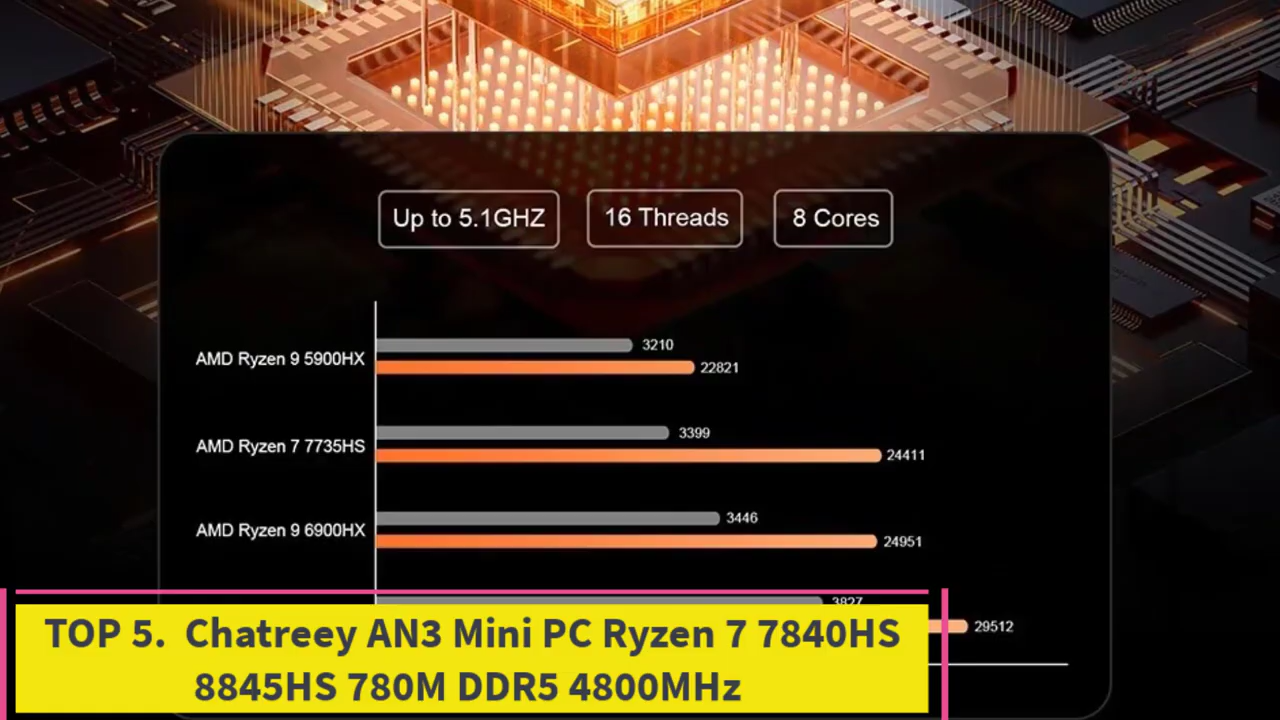 Up to 5.1GHZ
16 Threads
8 Cores
AMD Ryzen 9 5900HX
3210
22821
AMD Ryzen 7 7735HS
3399
24411
AMD Ryzen 9 6900HX
3446
24951
3827
29512
TOP 5. Chatreey AN3 Mini PC Ryzen 7 7840HS
8845HS 780M DDR5 4800MHz